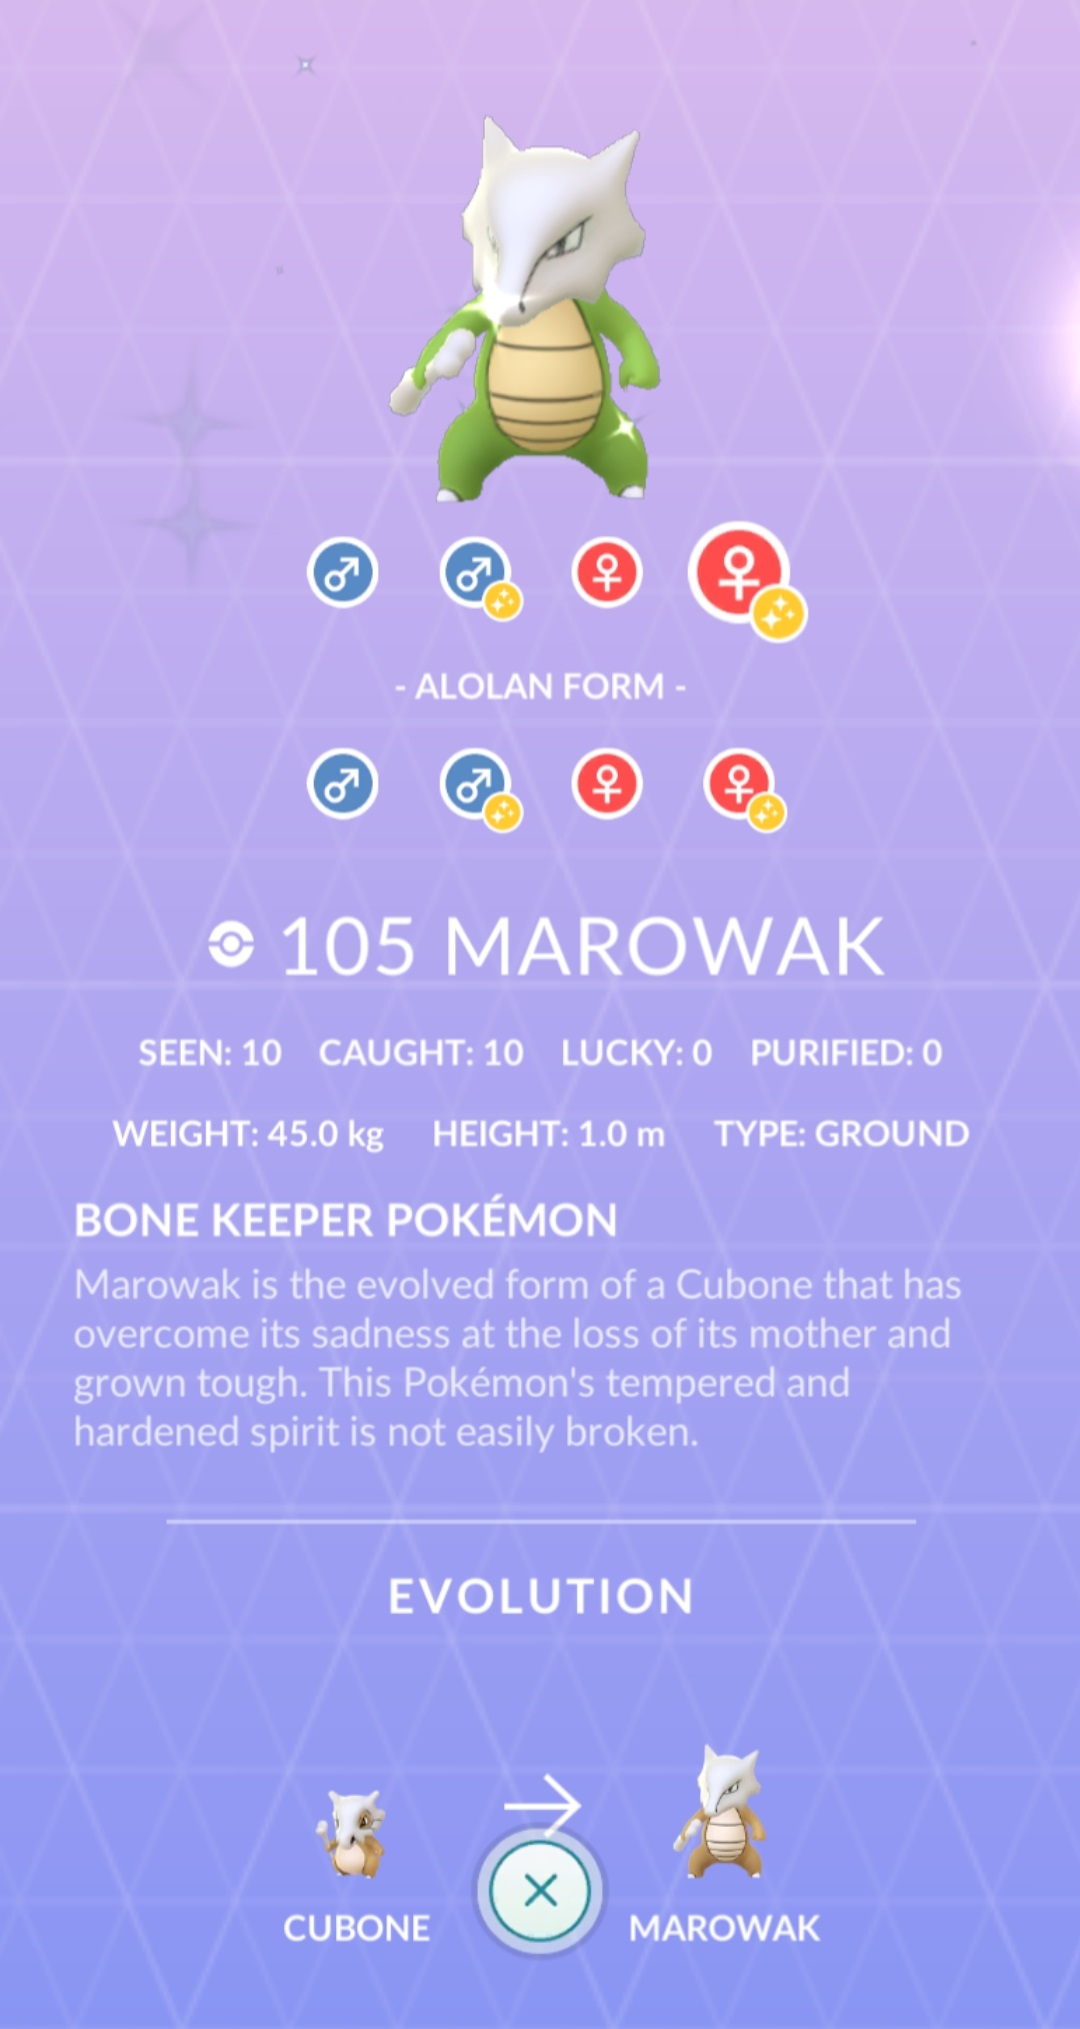 - ALOLAN FORM -
105 MAROWAK
SEEN: 10 CAUGHT: 10 LUCKY: 0 PURIFIED: 0
WEIGHT: 45.0 kg HEIGHT: 1.0 m TYPE: GROUND
BONE KEEPER POKÉMON
Marowak is the evolved form of a Cubone that has
overcome its sadness at the loss of its mother and
grown tough. This Pokémon's tempered and
hardened spirit is not easily broken.
EVOLUTION
CUBONE MAROWAK